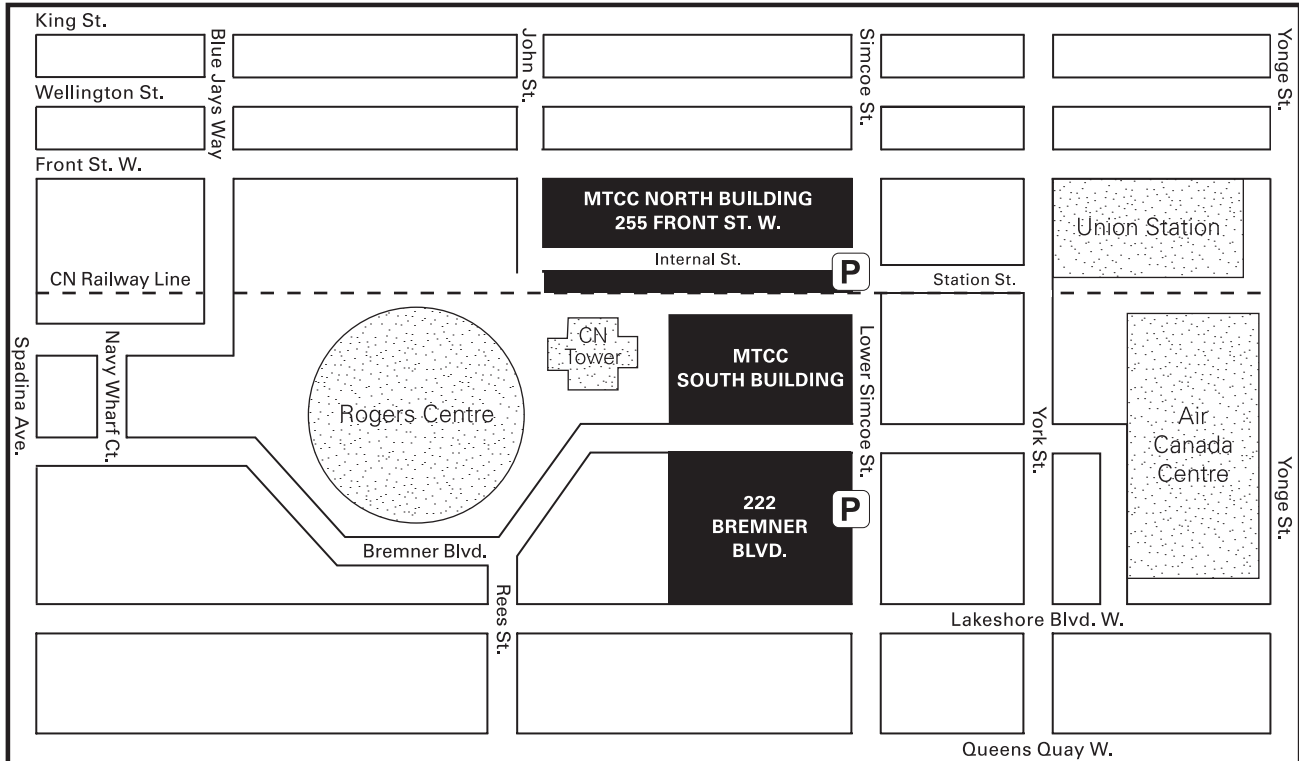 King St.
Blue Jays Way
John St.
Simcoe St.
Yonge St.
Wellington St.
Front St. W.
MTCC NORTH BUILDING
255 FRONT ST. W.
Internal St.
P
Union Station
CN Railway Line
Station St.
Spadina Ave.
Navy Wharf Ct.
Rogers Centre
CN
Tower
MTCC
SOUTH BUILDING
Lower Simcoe St.
York St.
Air
Canada
Centre
Yonge St.
222
BREMNER
BLVD.
P
Bremner Blvd.
Rees St.
Lakeshore Blvd. W.
Queens Quay W.